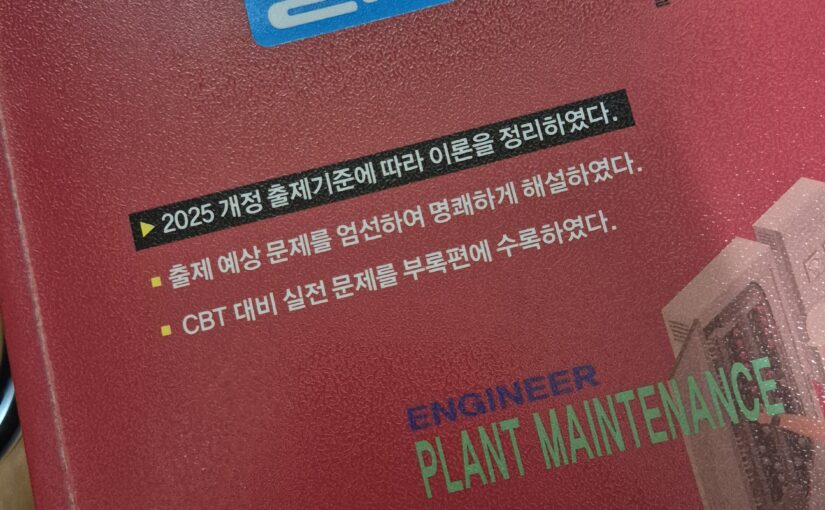 ▶ 2025 개정 출제기준에 따라 이론을 정리하였다.
▪ 출제 예상 문제를 엄선하여 명쾌하게 해설하였다.
▪ CBT 대비 실전 문제를 부록편에 수록하였다.
ENGINEER
PLANT MAINTENANCE